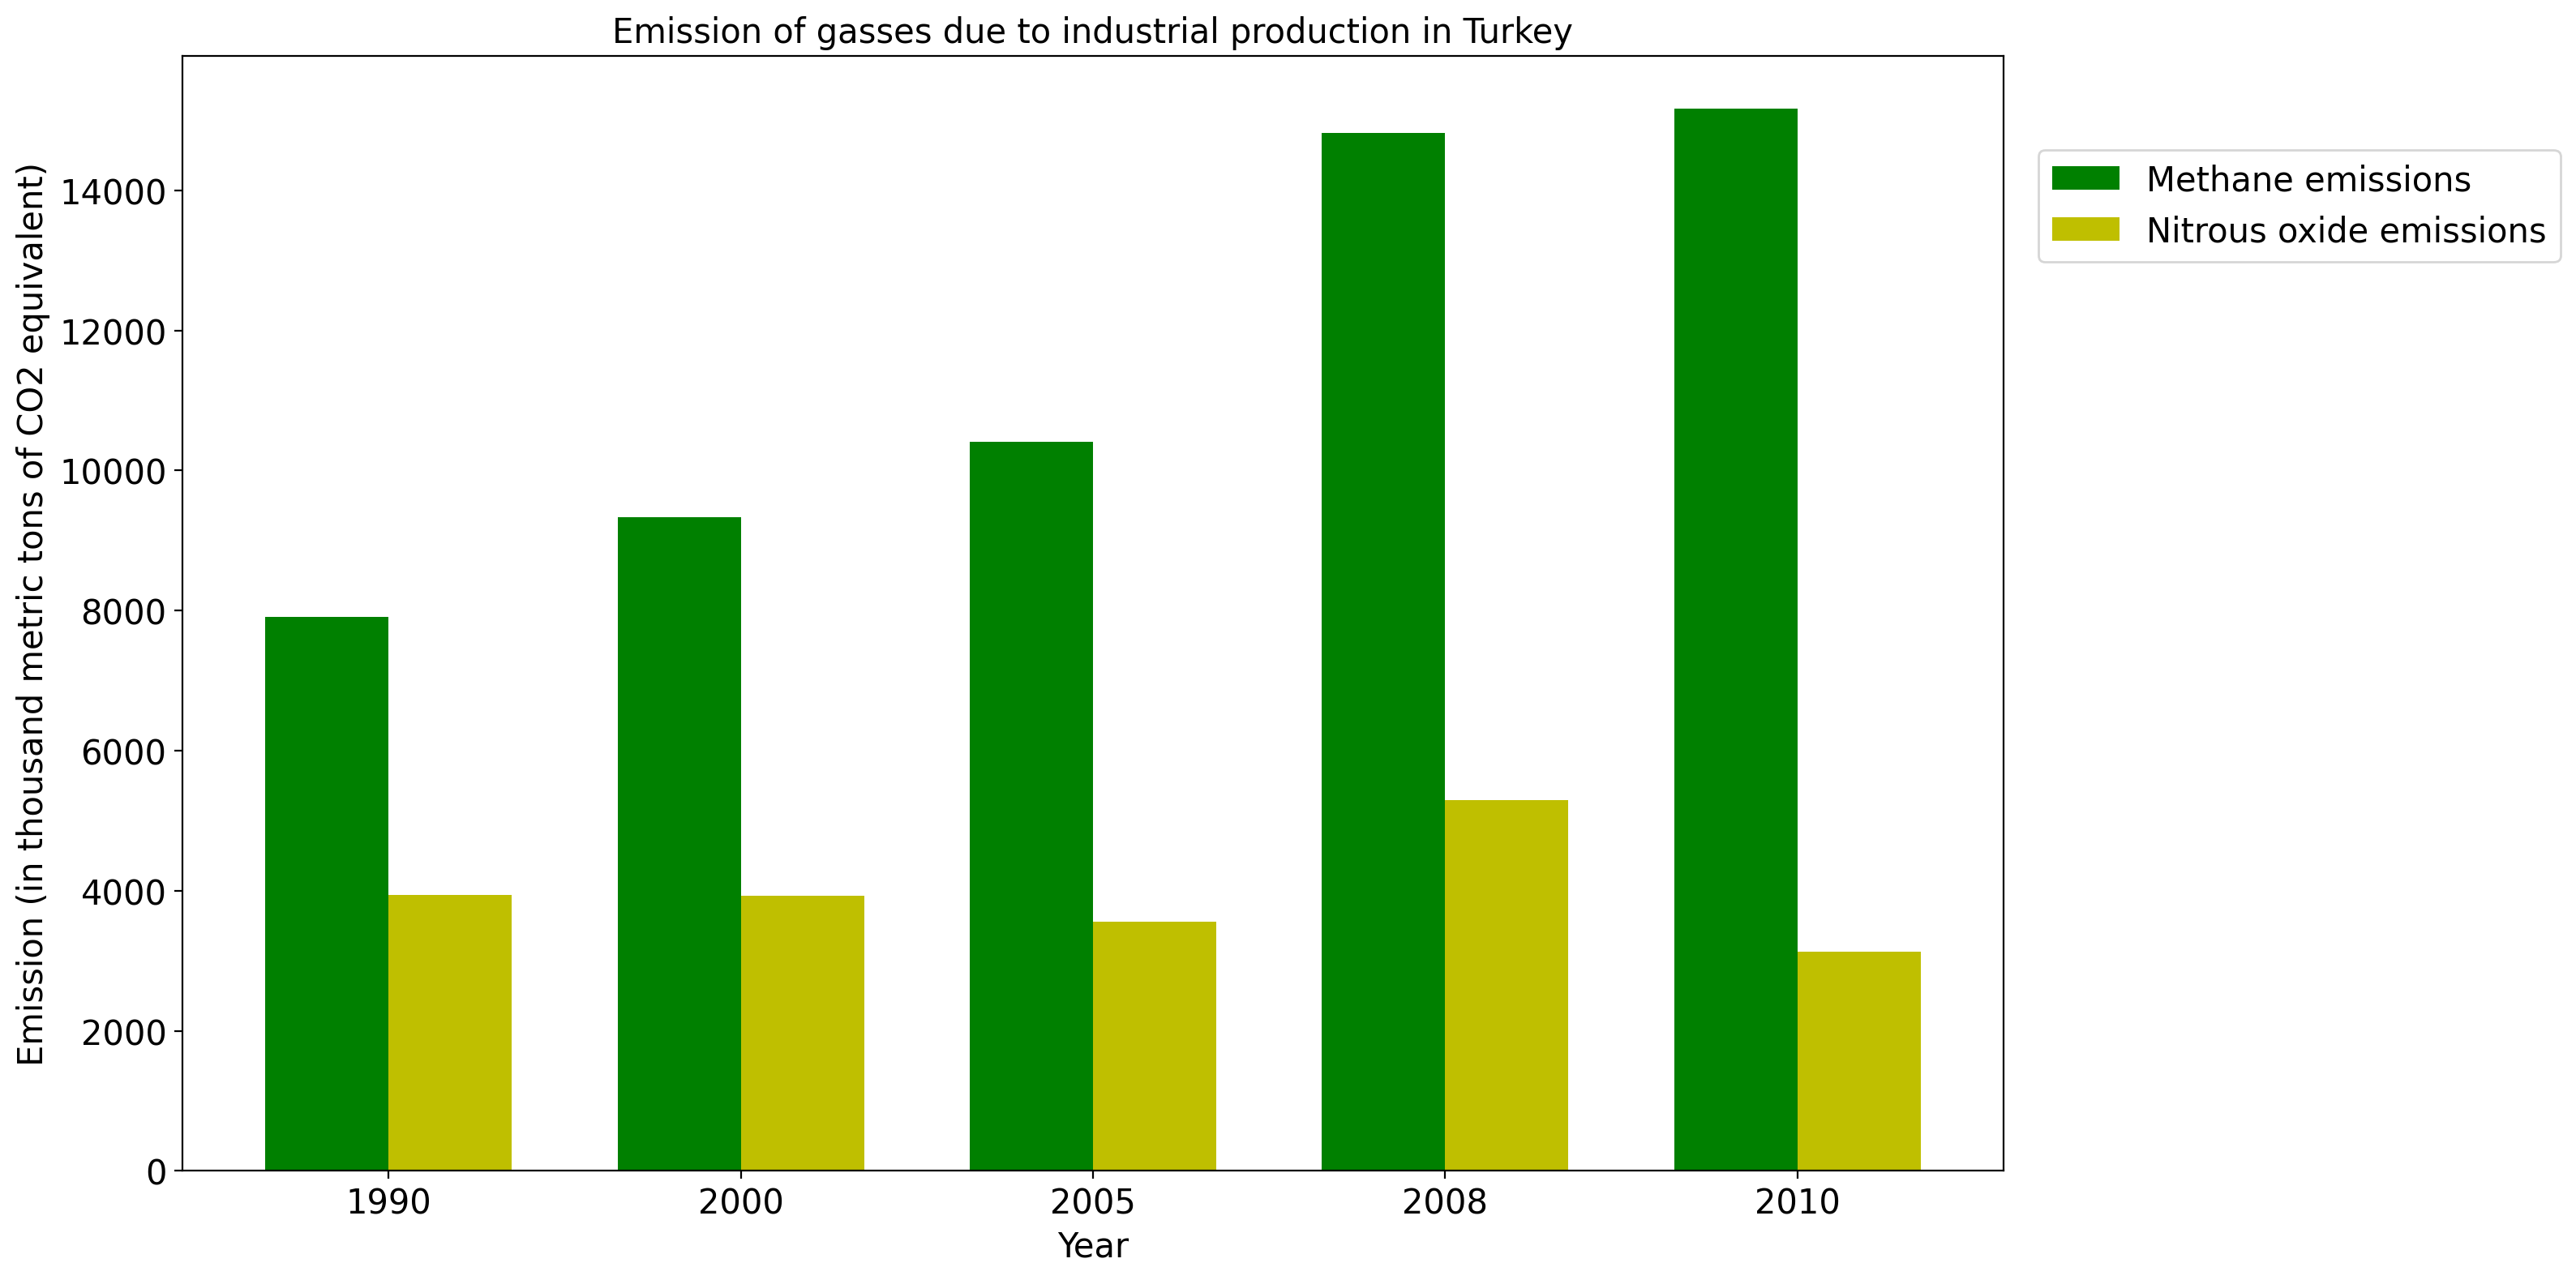 Emission of gasses due to industrial production in Turkey
Emission (in thousand metric tons of CO2 equivalent)
14000
12000
10000
8000
6000
4000
2000
0
1990 2000 2005 2008 2010
Year
Methane emissions
Nitrous oxide emissions